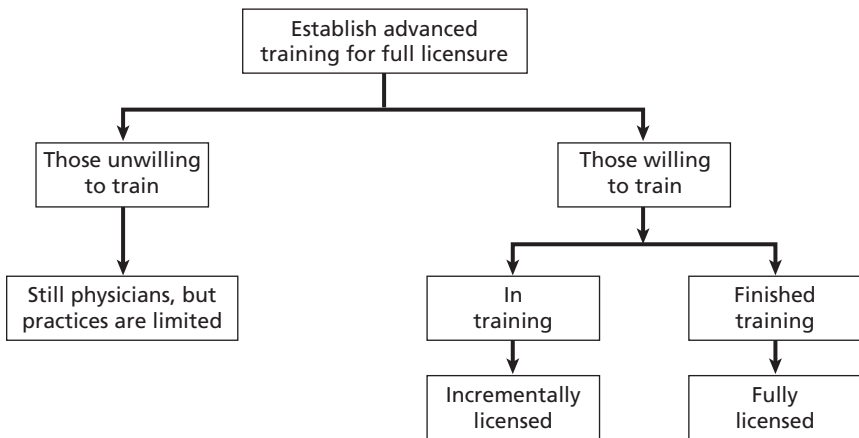 Establish advanced
training for full licensure
Those unwilling
to train
Those willing
to train
Still physicians, but
practices are limited
In
training
Finished
training
Incrementally
licensed
Fully
licensed